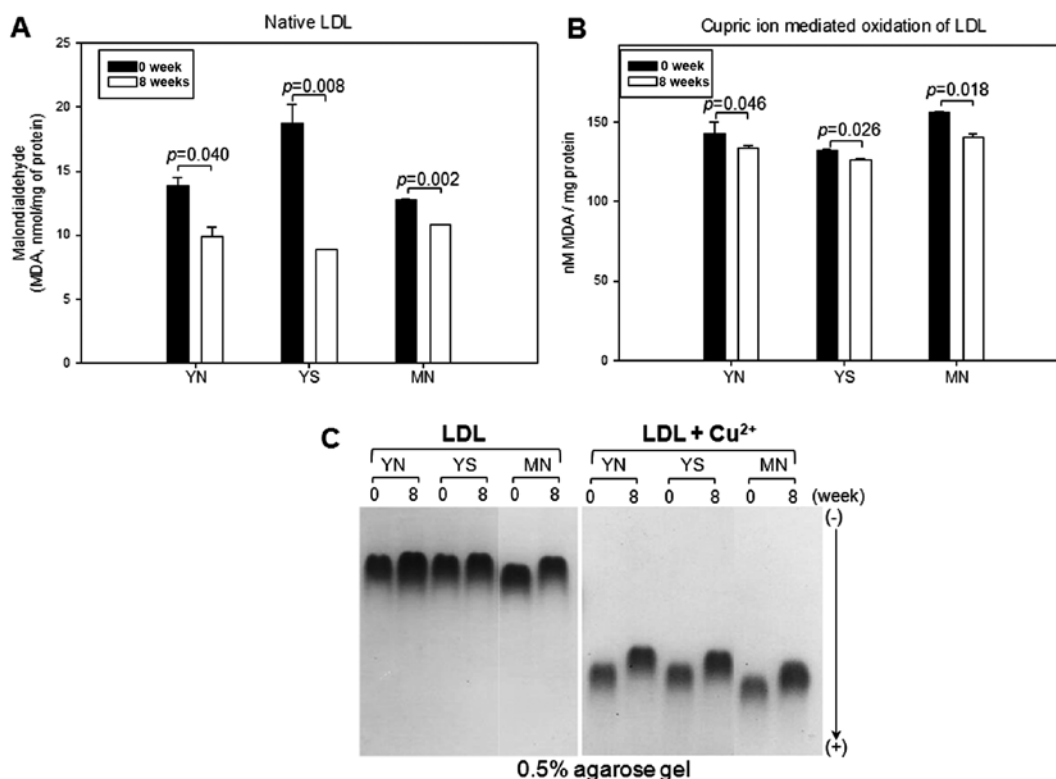 A
Native LDL
25
20
15
10
5
0
Malondialdehyde
(MDA, nmol/mg of protein)
0 week
8 weeks
p=0.040
p=0.008
p=0.002
YN YS MN
B
Cupric ion mediated oxidation of LDL
150
100
50
0
nM MDA / mg protein
0 week
8 weeks
p=0.046
p=0.026
p=0.018
YN YS MN
C
LDL LDL + Cu²⁺
YN YS MN YN YS MN
0 8 0 8 0 8 0 8 0 8 0 8 (week)
(-)
(+)
0.5% agarose gel